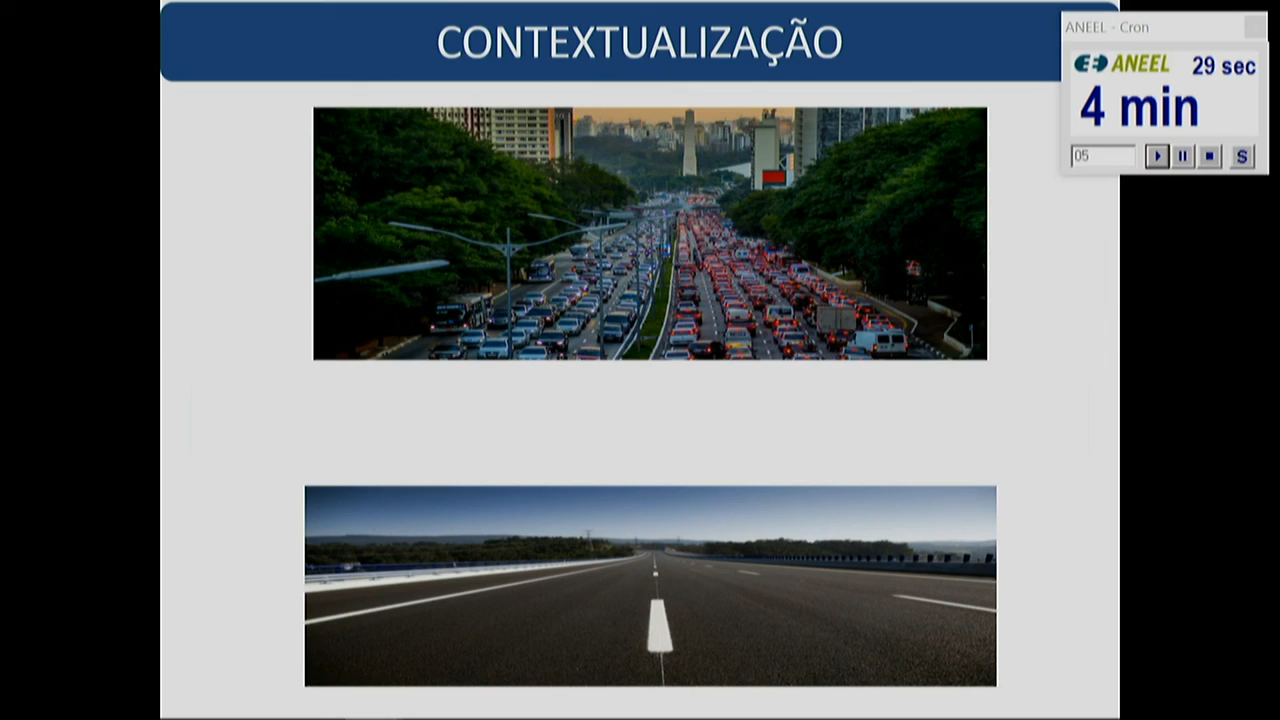 CONTEXTUALIZAÇÃO
ANEEL - Cron
ANEEL
29 sec
4 min
05
S